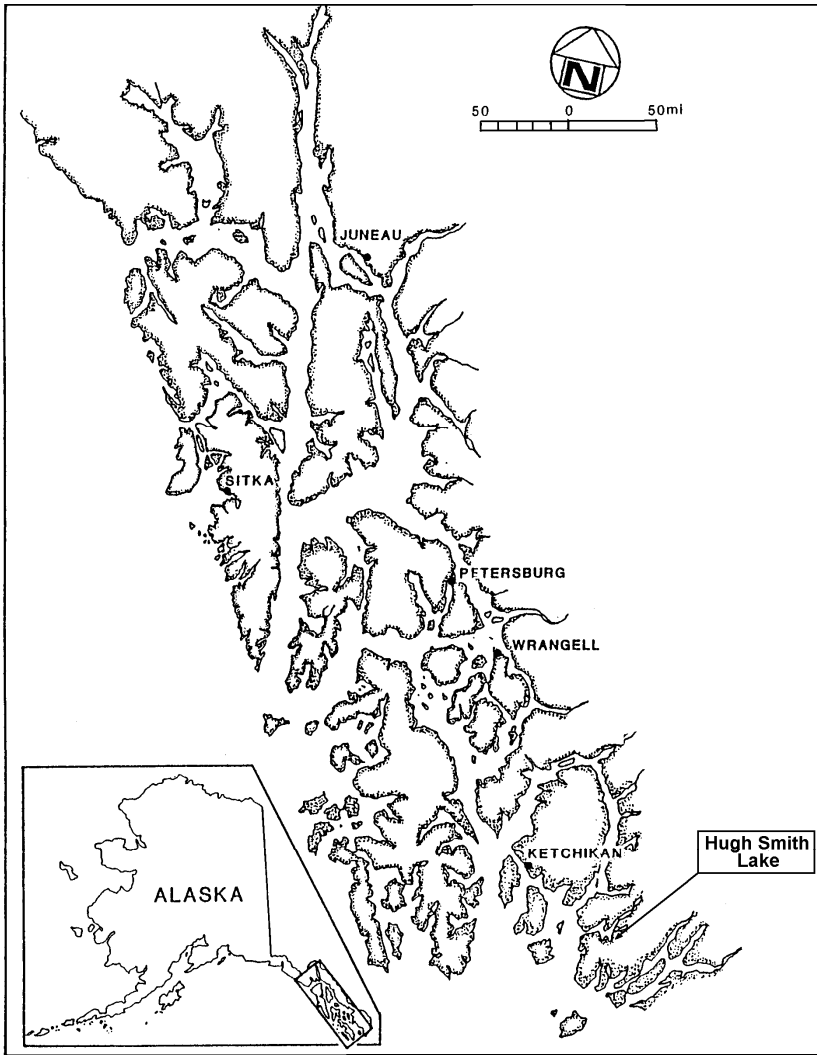 N
50 0 50mi
JUNEAU
SITKA
PETERSBURG
WRANGELL
KETCHIKAN
Hugh Smith
Lake
ALASKA